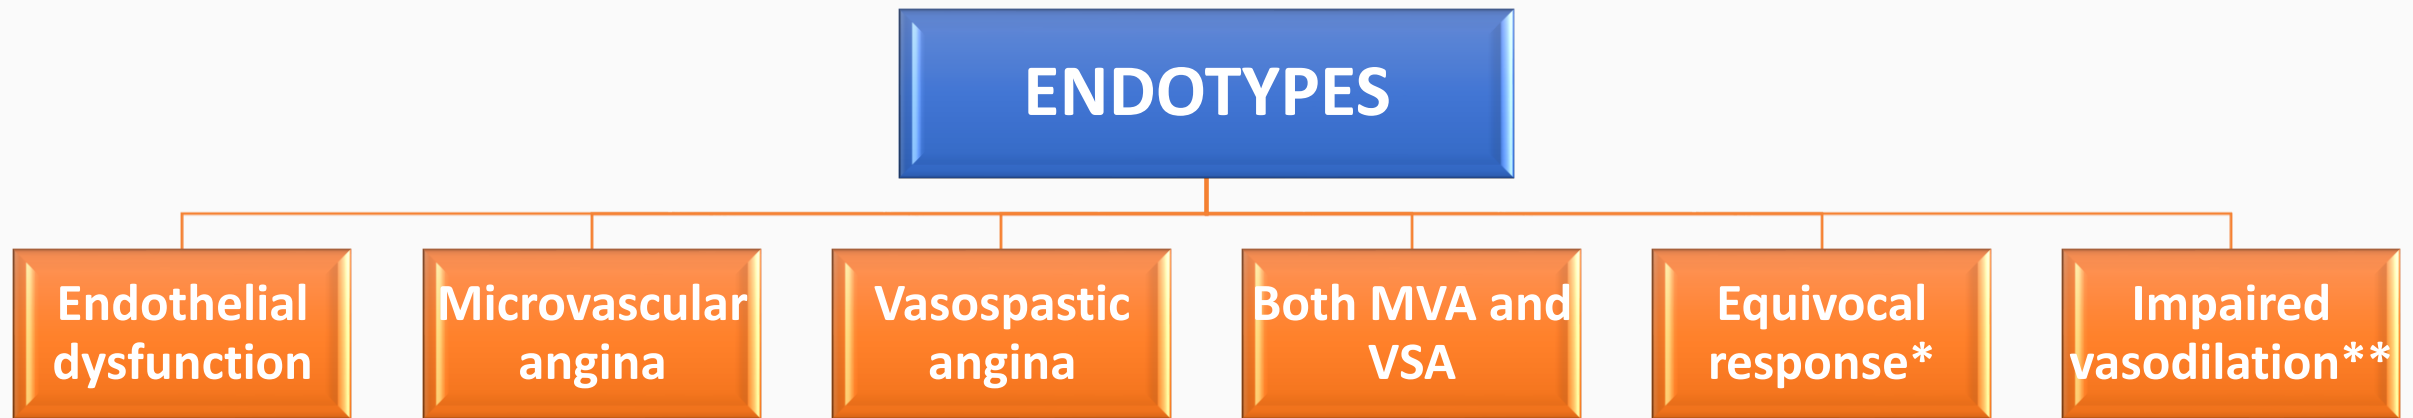 ENDOTYPES
Endothelial
dysfunction
Microvascular
angina
Vasospastic
angina
Both MVA and
VSA
Equivocal
response*
Impaired
vasodilation**